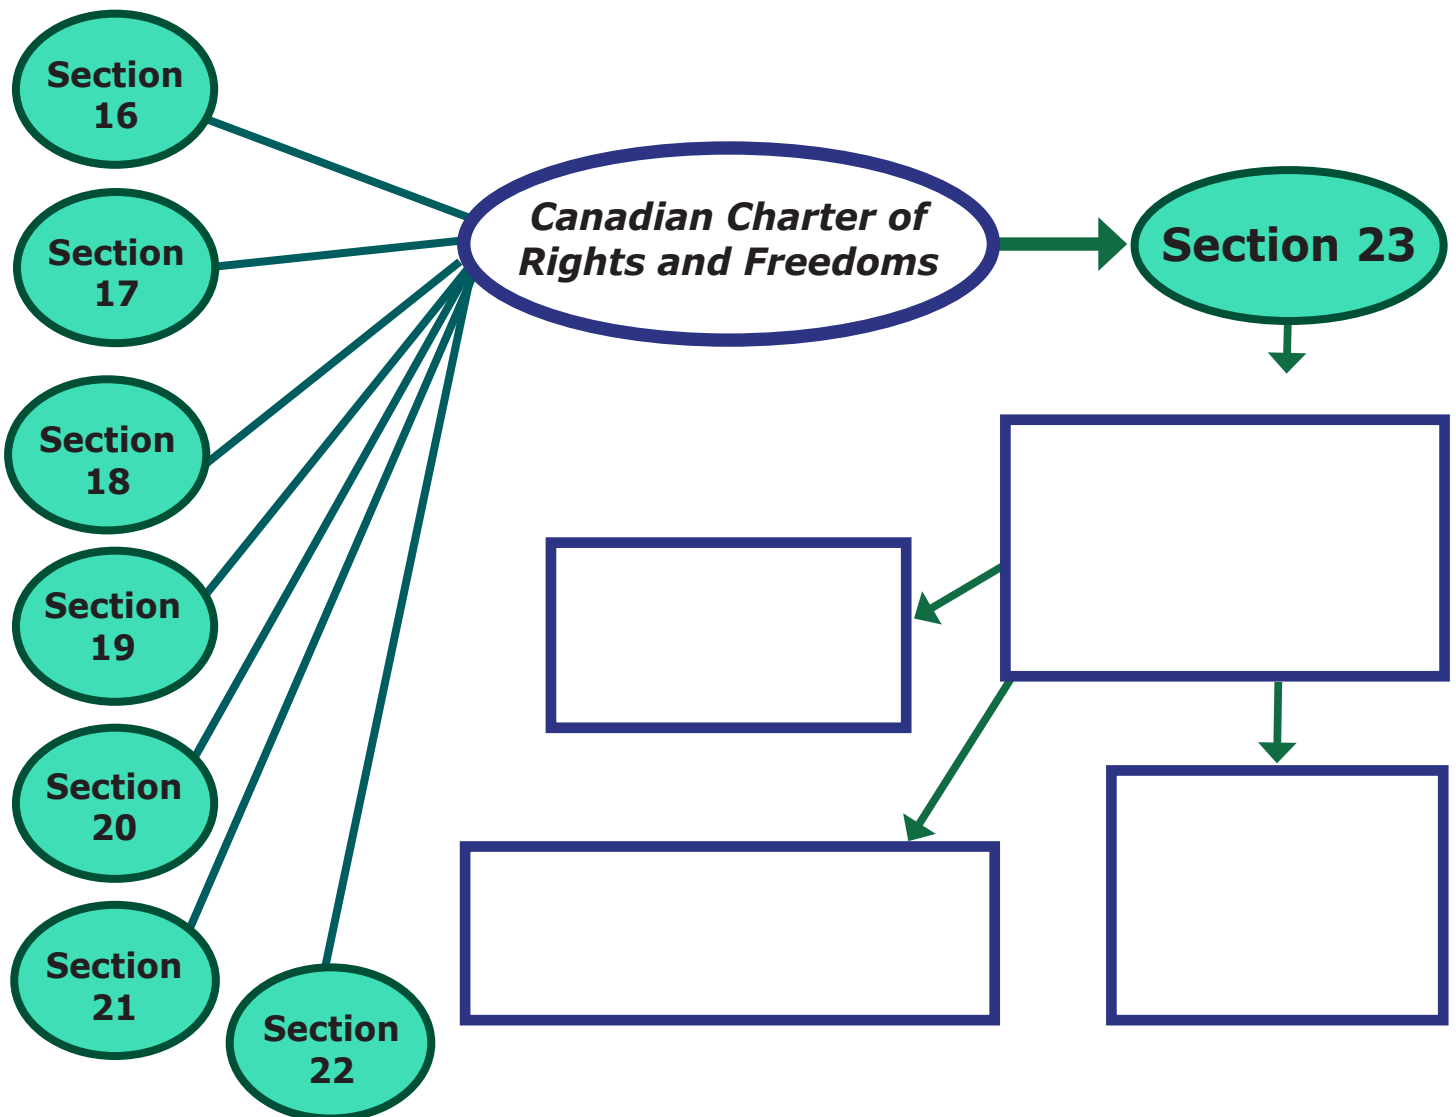 Section
16
Canadian Charter of
Rights and Freedoms
Section 23
Section
17
Section
18
Section
19
Section
20
Section
21
Section
22